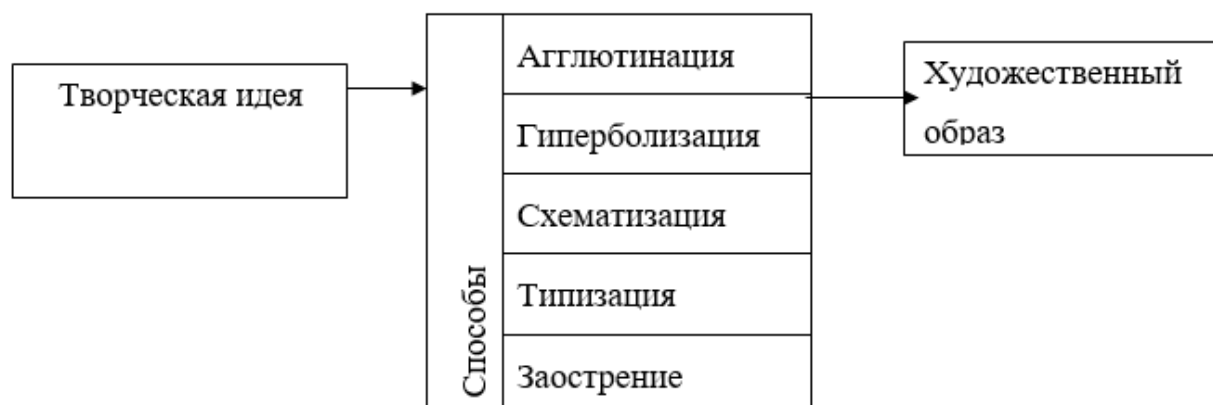 Творческая идея
Способы
Агглютинация
Гиперболизация
Схематизация
Типизация
Заострение
Художественный
образ